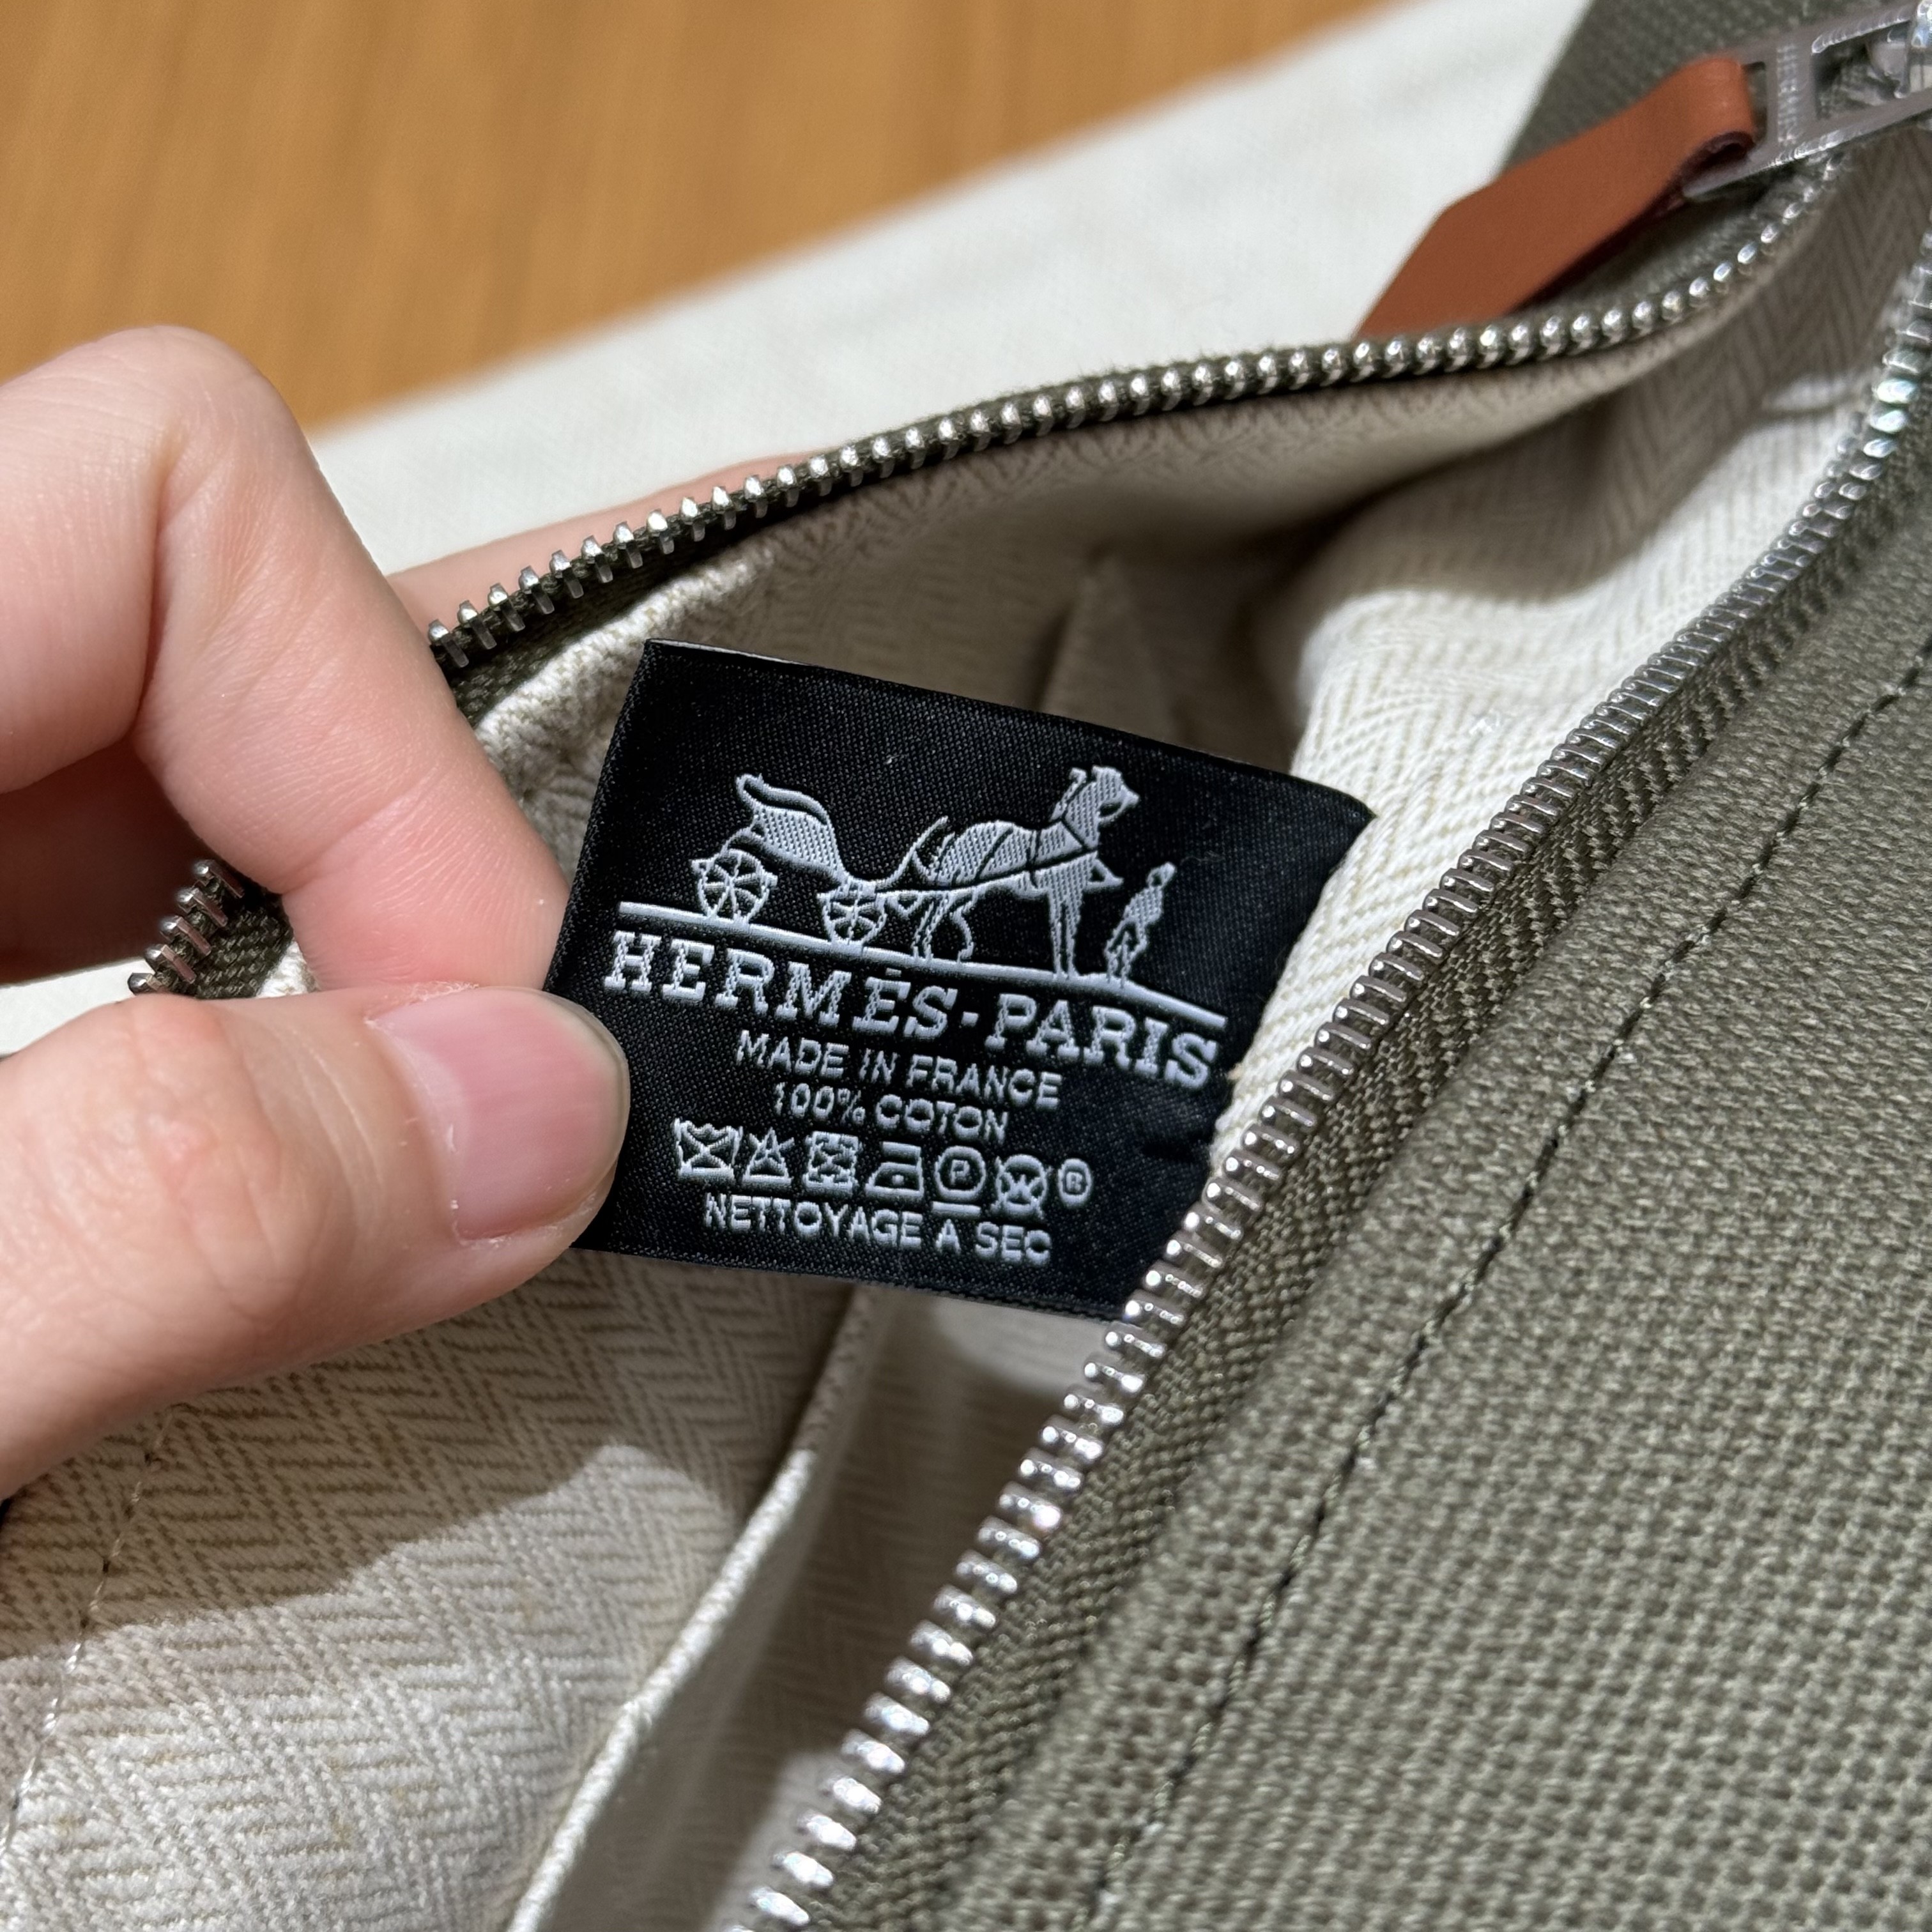 HERMÈS-PARIS
MADE IN FRANCE
100% COTON
P W ®
NETTOYAGE A SEC